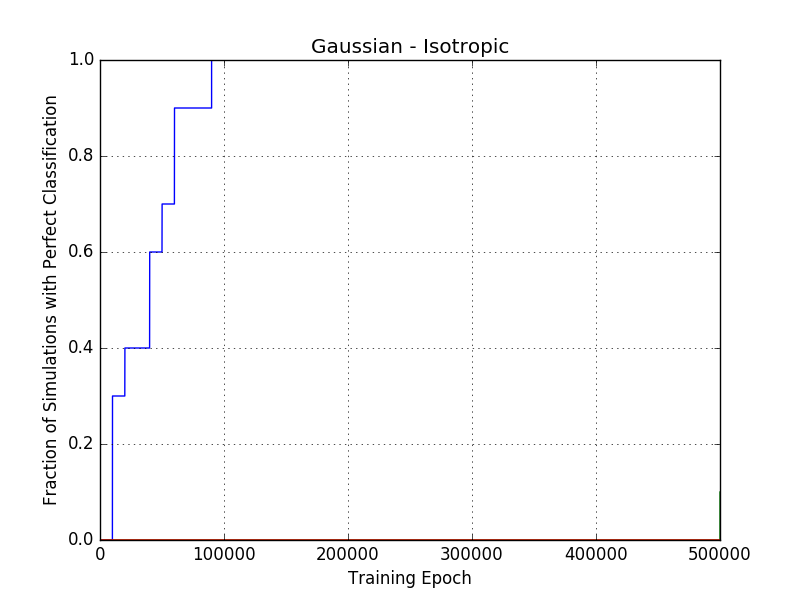 Gaussian - Isotropic
Fraction of Simulations with Perfect Classification
1.0
0.8
0.6
0.4
0.2
0.0
0 100000 200000 300000 400000 500000
Training Epoch